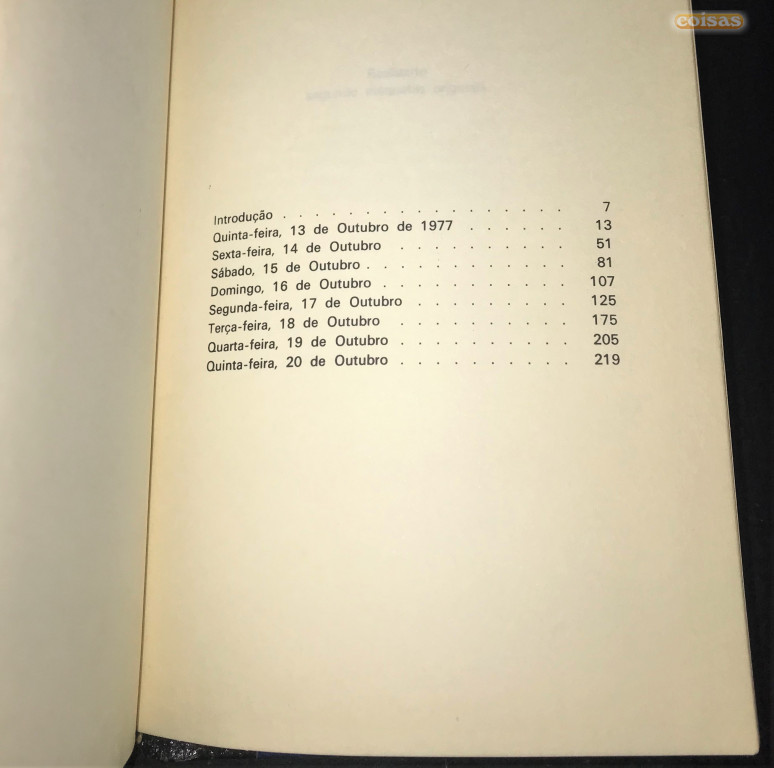 coisas
Introdução . . . . . . . . . . . . . . . . . 7
Quinta-feira, 13 de Outubro de 1977 . . . . . . 13
Sexta-feira, 14 de Outubro . . . . . . . . . . 51
Sábado, 15 de Outubro . . . . . . . . . . . . 81
Domingo, 16 de Outubro . . . . . . . . . . . 107
Segunda-feira, 17 de Outubro . . . . . . . . . 125
Terça-feira, 18 de Outubro . . . . . . . . . . 175
Quarta-feira, 19 de Outubro . . . . . . . . . . 205
Quinta-feira, 20 de Outubro . . . . . . . . . . 219